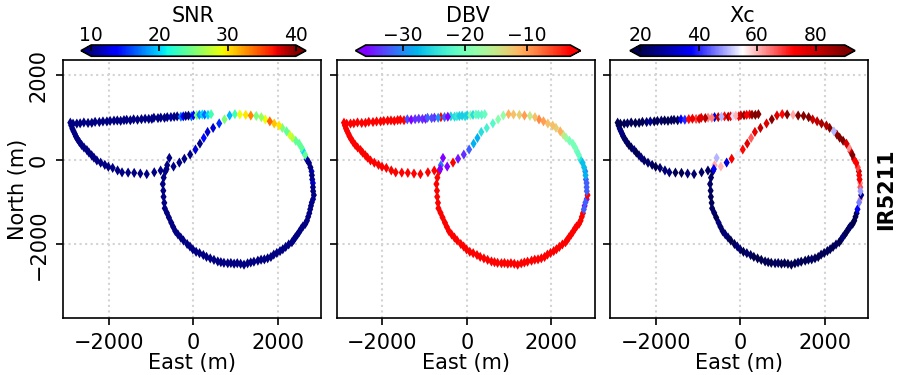 SNR DBV Xc
10 20 30 40 −30 −20 −10 20 40 60 80
2000
0
−2000
North (m)
−2000 0 2000 −2000 0 2000 −2000 0 2000
East (m) East (m) East (m)
IR5211